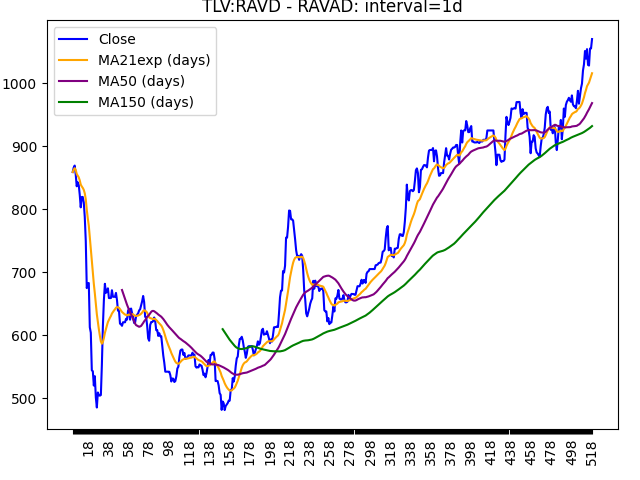 TLV:RAVD - RAVAD: interval=1d
Close
MA21exp (days)
MA50 (days)
MA150 (days)
1000
900
800
700
600
500
18 38 58 78 98 118 138 158 178 198 218 238 258 278 298 318 338 358 378 398 418 438 458 478 498 518